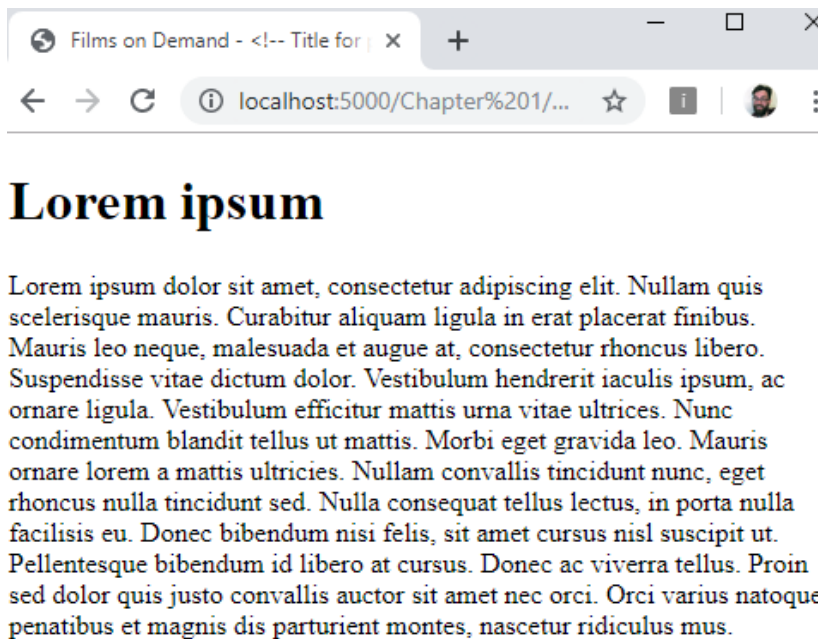 Films on Demand - <!-- Title for
localhost:5000/Chapter%201/...
Lorem ipsum
Lorem ipsum dolor sit amet, consectetur adipiscing elit. Nullam quis
scelerisque mauris. Curabitur aliquam ligula in erat placerat finibus.
Mauris leo neque, malesuada et augue at, consectetur rhoncus libero.
Suspendisse vitae dictum dolor. Vestibulum hendrerit iaculis ipsum, ac
ornare ligula. Vestibulum efficitur mattis urna vitae ultrices. Nunc
condimentum blandit tellus ut mattis. Morbi eget gravida leo. Mauris
ornare lorem a mattis ultricies. Nullam convallis tincidunt nunc, eget
rhoncus nulla tincidunt sed. Nulla consequat tellus lectus, in porta nulla
facilisis eu. Donec bibendum nisi felis, sit amet cursus nisl suscipit ut.
Pellentesque bibendum id libero at cursus. Donec ac viverra tellus. Proin
sed dolor quis justo convallis auctor sit amet nec orci. Orci varius natoque
penatibus et magnis dis parturient montes, nascetur ridiculus mus.